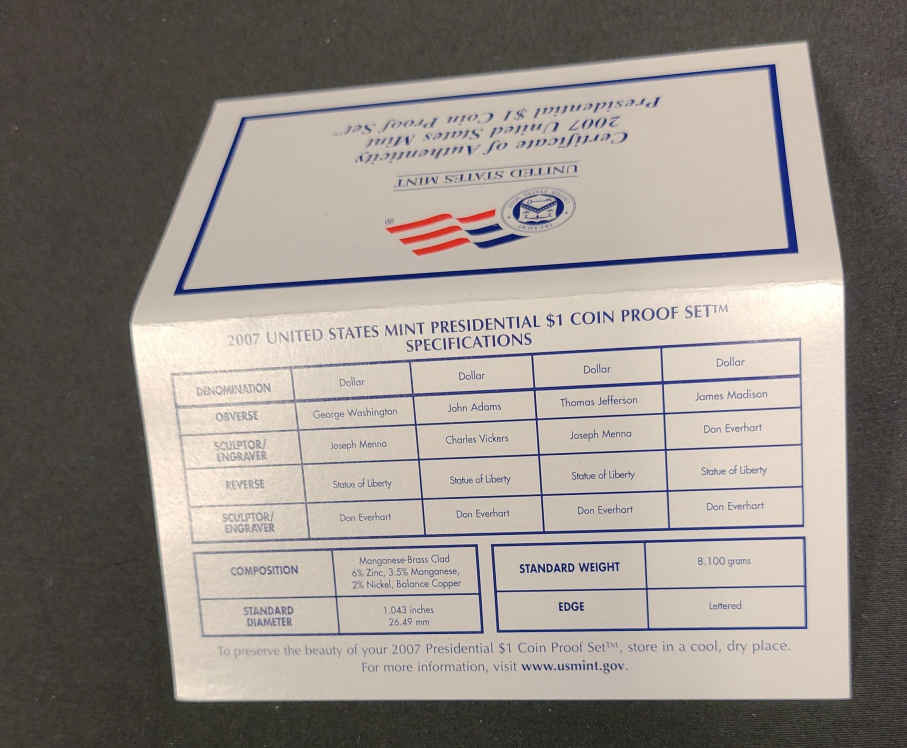 Certificate of Authenticity
2007 United States Mint
Presidential $1 Coin Proof Set™
UNITED STATES MINT
®
2007 UNITED STATES MINT PRESIDENTIAL $1 COIN PROOF SET™
SPECIFICATIONS
DENOMINATION Dollar Dollar Dollar Dollar
OBVERSE George Washington John Adams Thomas Jefferson James Madison
SCULPTOR/
ENGRAVER Joseph Menna Charles Vickers Joseph Menna Don Everhart
REVERSE Statue of Liberty Statue of Liberty Statue of Liberty Statue of Liberty
SCULPTOR/
ENGRAVER Don Everhart Don Everhart Don Everhart Don Everhart
COMPOSITION Manganese-Brass Clad
6% Zinc, 3.5% Manganese,
2% Nickel, Balance Copper
STANDARD
DIAMETER 1.043 inches
26.49 mm
STANDARD WEIGHT 8.100 grams
EDGE Lettered
To preserve the beauty of your 2007 Presidential $1 Coin Proof Set™, store in a cool, dry place.
For more information, visit www.usmint.gov.